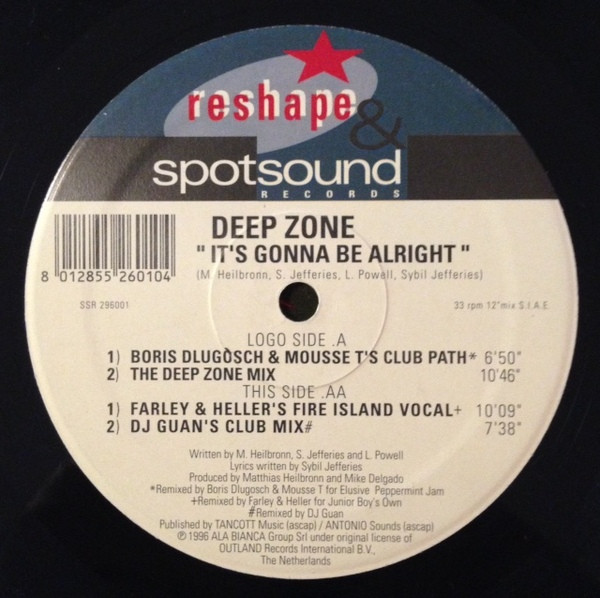 reshape
&
spotsound
RECORDS
DEEP ZONE
" IT'S GONNA BE ALRIGHT "
(M. Heilbronn, S. Jefferies, L. Powell, Sybil Jefferies)
8 012855 260104
SSR 296001
33 rpm 12"mix S.I.A.E.
LOGO SIDE .A
1) BORIS DLUGOSCH & MOUSSE T'S CLUB PATH* 6'50"
2) THE DEEP ZONE MIX 10'46"
THIS SIDE .AA
1) FARLEY & HELLER'S FIRE ISLAND VOCAL+ 10'09"
2) DJ GUAN'S CLUB MIX# 7'38"
Written by M. Heilbronn, S. Jefferies and L. Powell
Lyrics written by Sybil Jefferies
Produced by Matthias Heilbronn and Mike Delgado
*Remixed by Boris Dlugosch & Mousse T for Elusive Peppermint Jam
+Remixed by Farley & Heller for Junior Boy's Own
#Remixed by DJ Guan
Published by TANCOTT Music (ascap) / ANTONIO Sounds (ascap)
℗1996 ALA BIANCA Group Srl under original license of
OUTLAND Records International B.V.,
The Netherlands